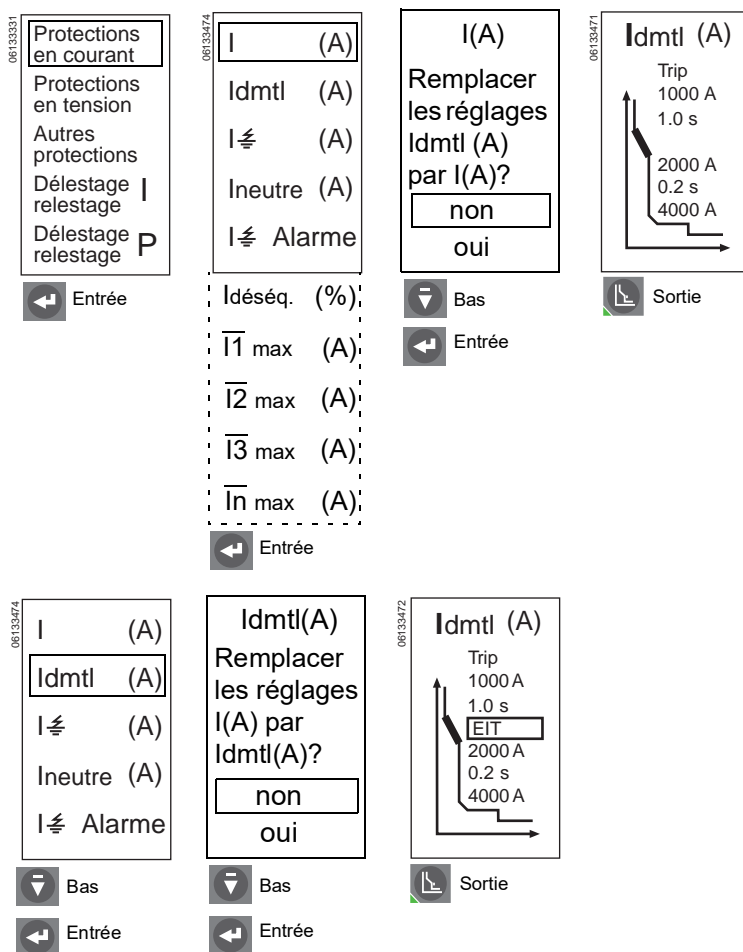 06133331
Protections
en courant
Protections
en tension
Autres
protections
Délestage I
relestage
Délestage P
relestage
Entrée
06133474
I (A)
Idmtl (A)
I⏚ (A)
Ineutre (A)
I⏚ Alarme
Idéséq. (%)
I1 max (A)
I2 max (A)
I3 max (A)
In max (A)
Entrée
I(A)
Remplacer
les réglages
Idmtl (A)
par I(A)?
non
oui
Bas
Entrée
06133471
Idmtl (A)
Trip
1000 A
1.0 s
2000 A
0.2 s
4000 A
Sortie
06133474
I (A)
Idmtl (A)
I⏚ (A)
Ineutre (A)
I⏚ Alarme
Bas
Entrée
Idmtl(A)
Remplacer
les réglages
I(A) par
Idmtl(A)?
non
oui
Bas
Entrée
06133472
Idmtl (A)
Trip
1000 A
1.0 s
EIT
2000 A
0.2 s
4000 A
Sortie